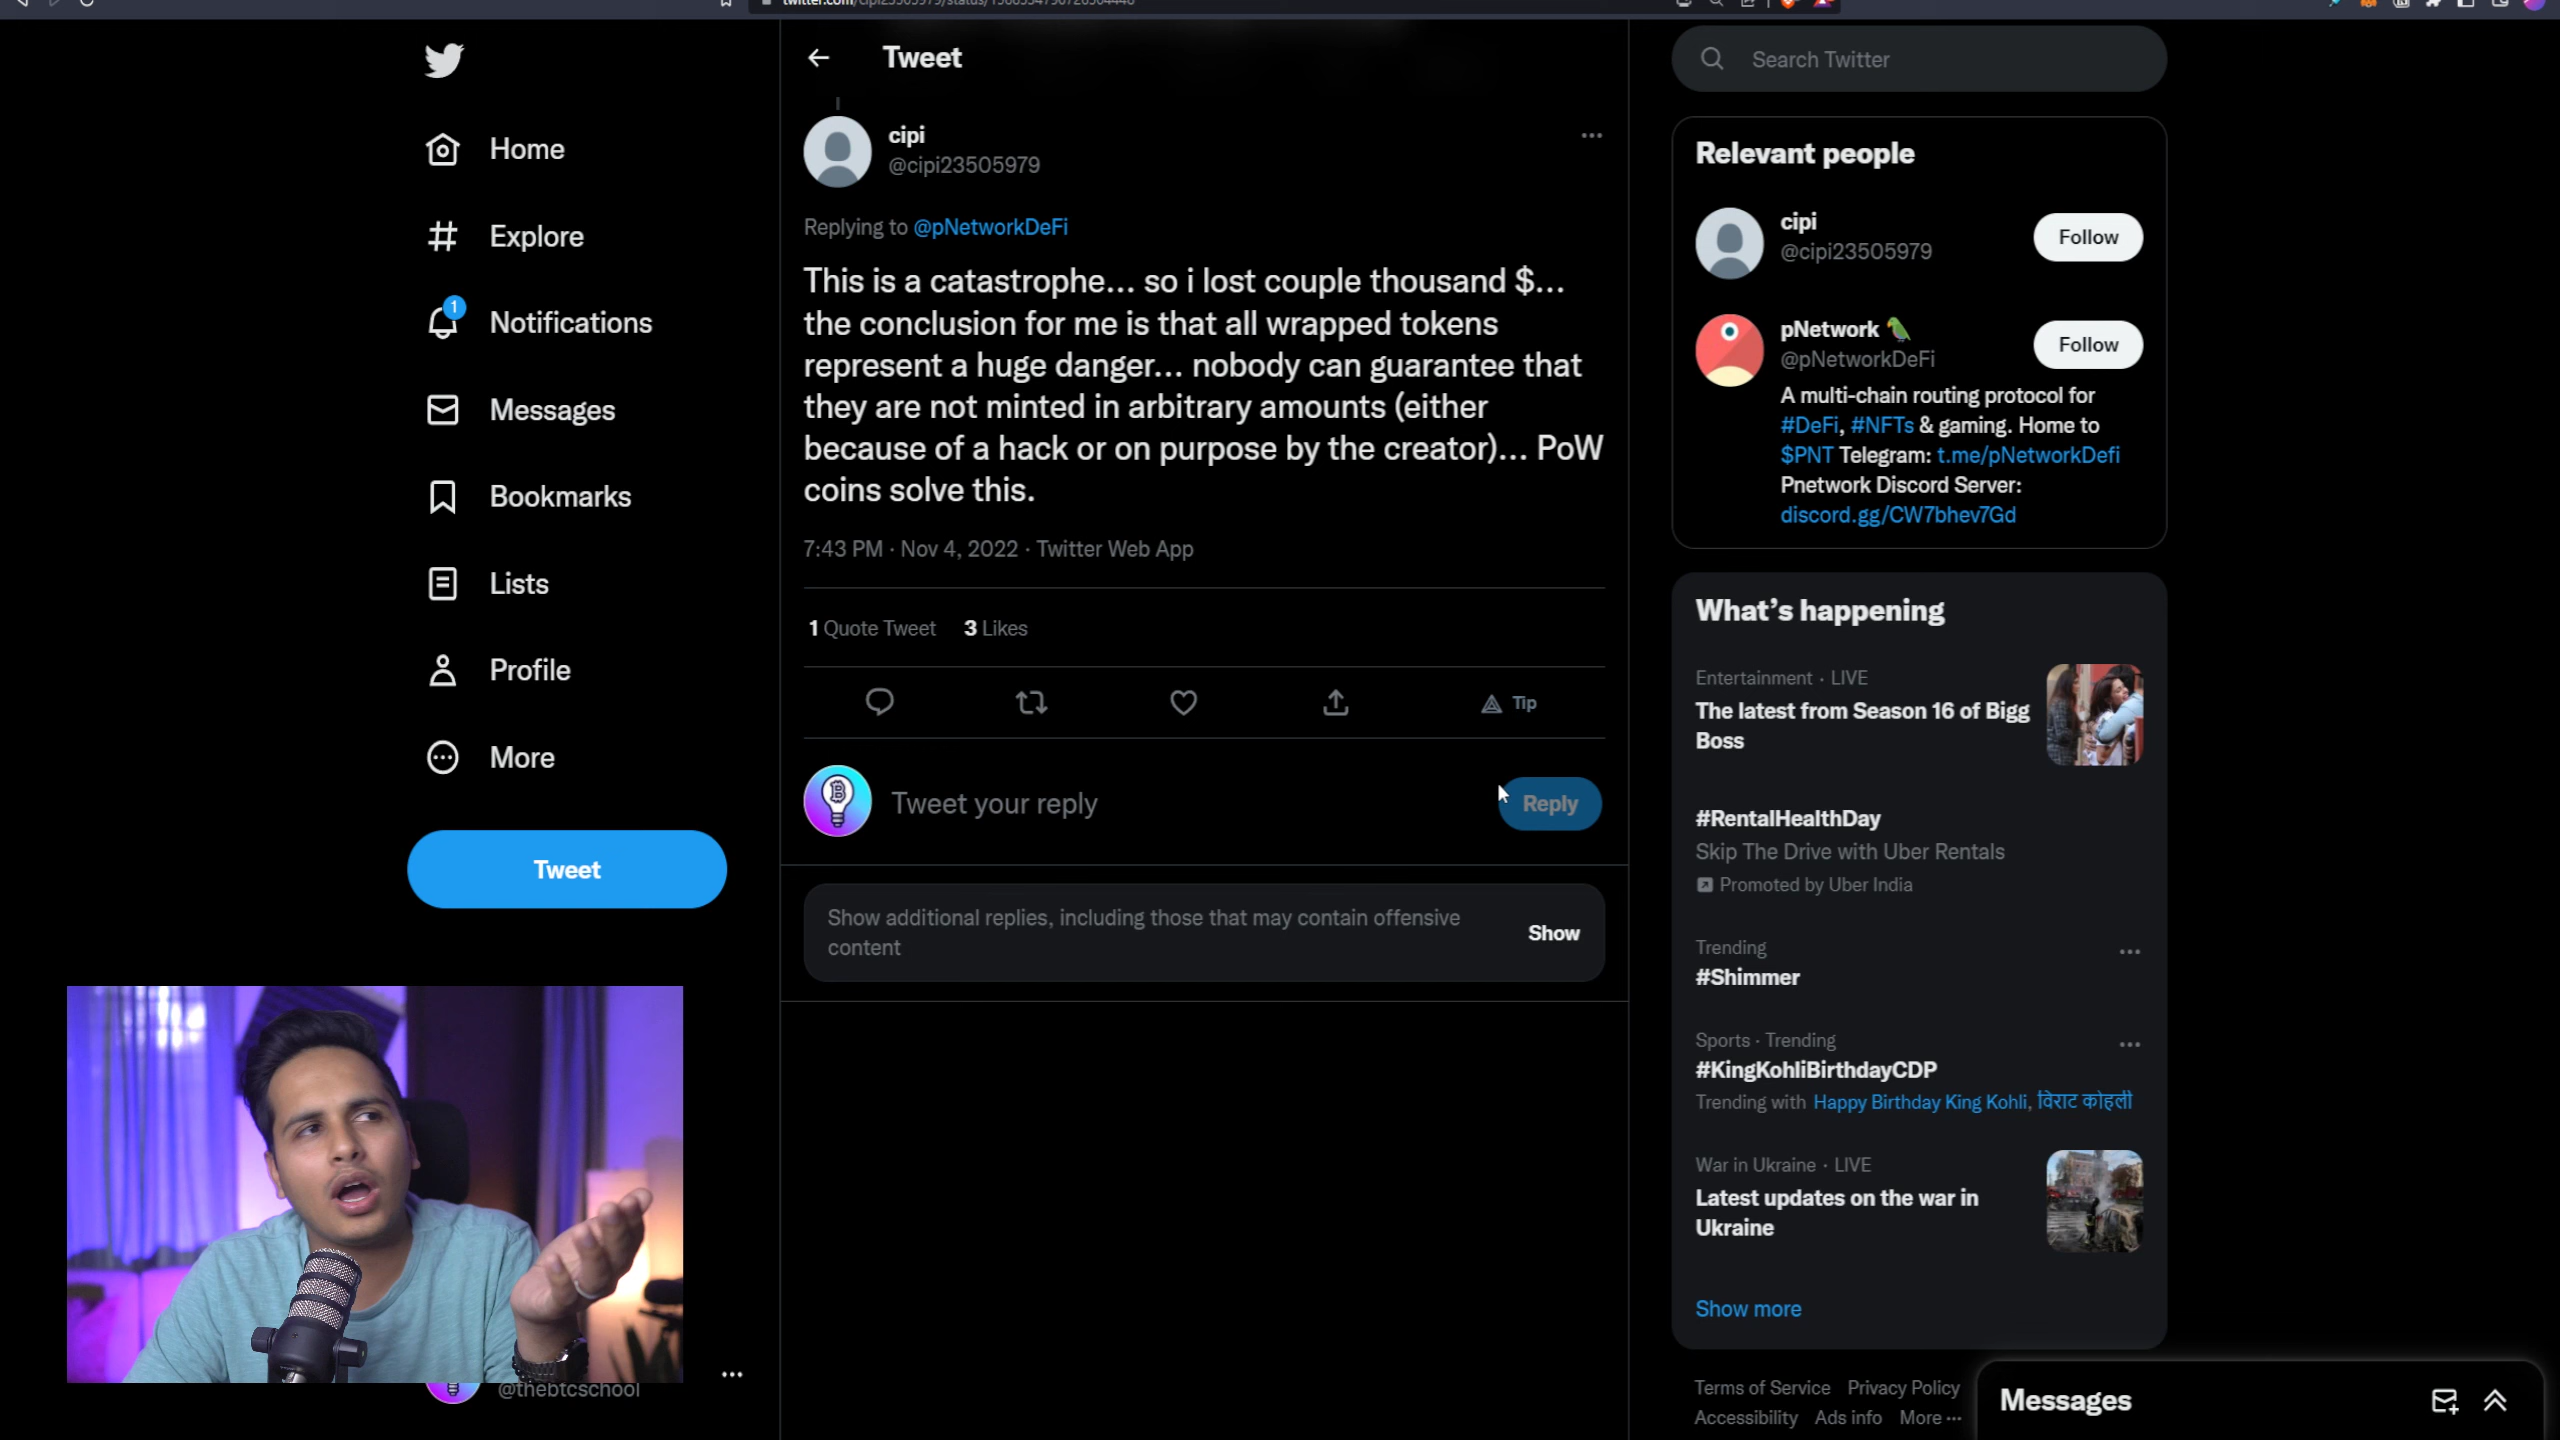 Tweet
Search Twitter
Home
Explore
1
Notifications
Messages
Bookmarks
Lists
Profile
More
Tweet
@thebtcschool
cipi
@cipi23505979
Replying to @pNetworkDeFi
This is a catastrophe... so i lost couple thousand $...
the conclusion for me is that all wrapped tokens
represent a huge danger... nobody can guarantee that
they are not minted in arbitrary amounts (either
because of a hack or on purpose by the creator)... PoW
coins solve this.
7:43 PM · Nov 4, 2022 · Twitter Web App
1 Quote Tweet 3 Likes
Tip
Tweet your reply
Reply
Show additional replies, including those that may contain offensive
content
Show
Relevant people
cipi
@cipi23505979
Follow
pNetwork
@pNetworkDeFi
Follow
A multi-chain routing protocol for
#DeFi, #NFTs & gaming. Home to
$PNT Telegram: t.me/pNetworkDefi
Pnetwork Discord Server:
discord.gg/CW7bhev7Gd
What's happening
Entertainment · LIVE
The latest from Season 16 of Bigg
Boss
#RentalHealthDay
Skip The Drive with Uber Rentals
Promoted by Uber India
Trending
#Shimmer
Sports · Trending
#KingKohliBirthdayCDP
Trending with Happy Birthday King Kohli, विराट कोहली
War in Ukraine · LIVE
Latest updates on the war in
Ukraine
Show more
Terms of Service Privacy Policy
Accessibility Ads info More ...
Messages